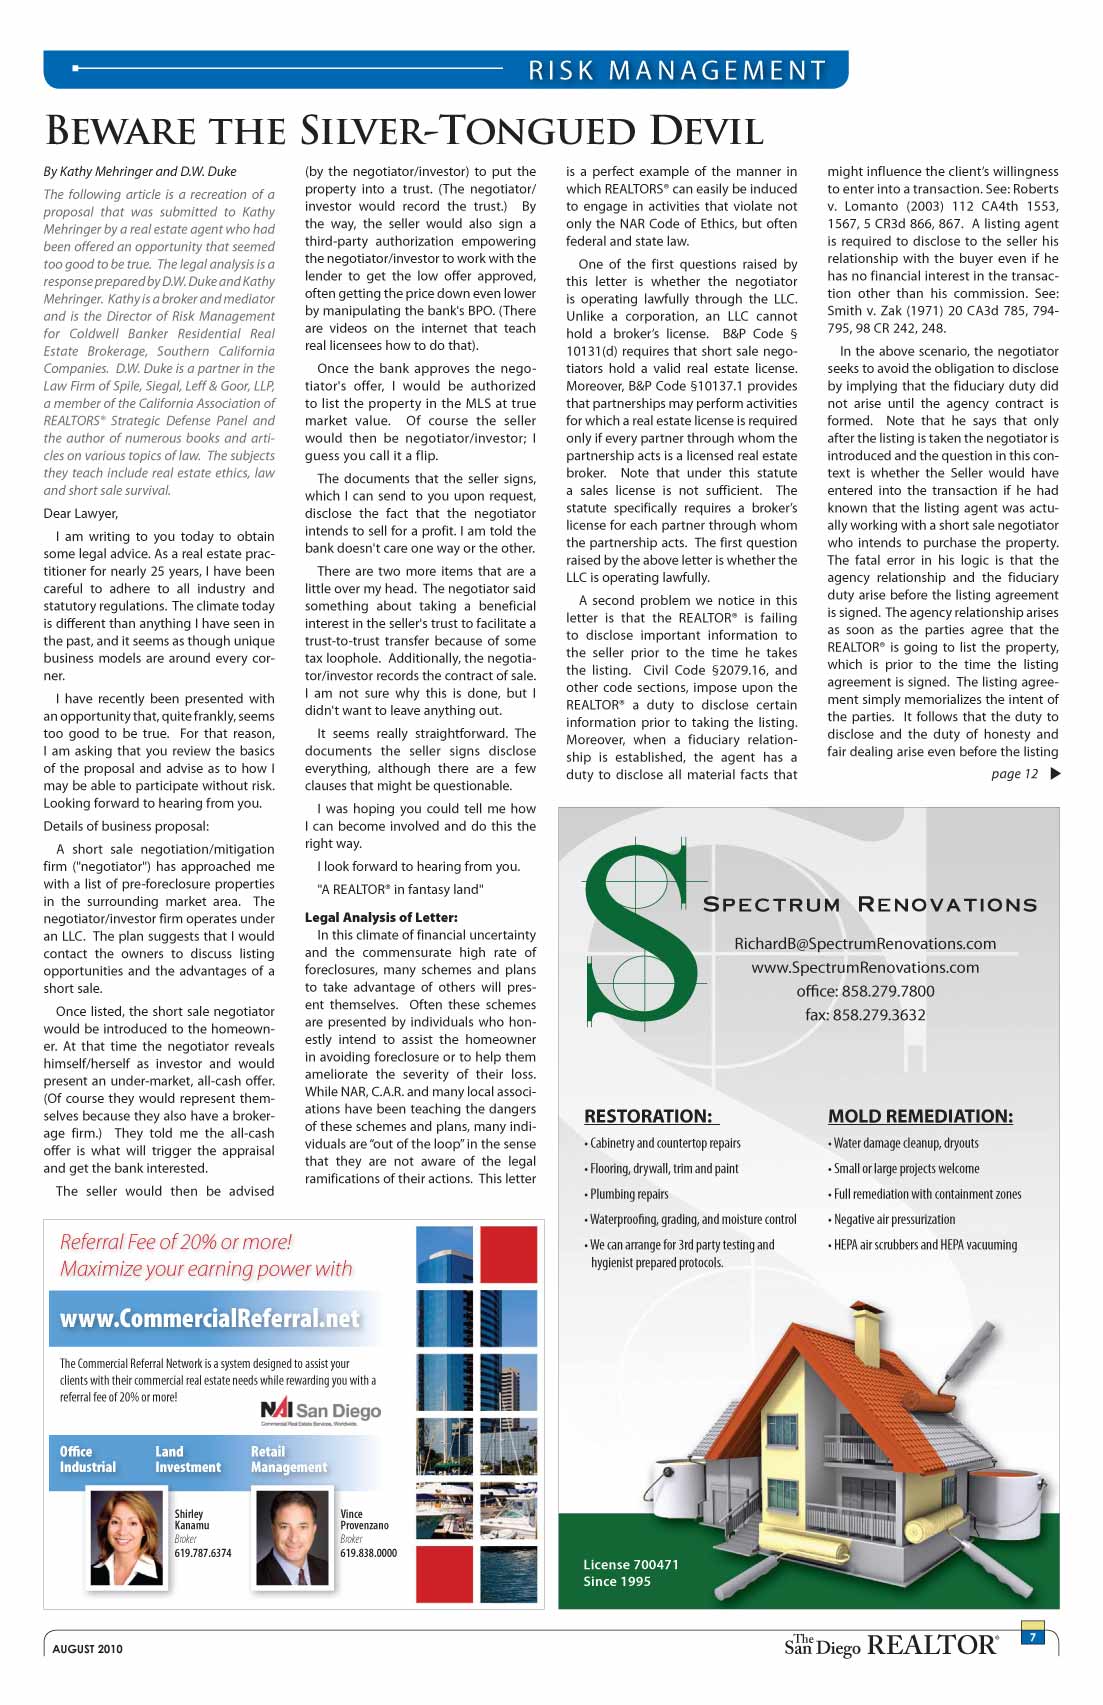 RISK MANAGEMENT
BEWARE THE SILVER-TONGUED DEVIL
By Kathy Mehringer and D.W. Duke
The following article is a recreation of a
proposal that was submitted to Kathy
Mehringer by a real estate agent who had
been offered an opportunity that seemed
too good to be true. The legal analysis is a
response prepared by D.W. Duke and Kathy
Mehringer. Kathy is a broker and mediator
and is the Director of Risk Management
for Coldwell Banker Residential Real
Estate Brokerage, Southern California
Companies. D.W. Duke is a partner in the
Law Firm of Spile, Siegal, Leff & Goor, LLP,
a member of the California Association of
REALTORS® Strategic Defense Panel and
the author of numerous books and arti-
cles on various topics of law. The subjects
they teach include real estate ethics, law
and short sale survival.
Dear Lawyer,
I am writing to you today to obtain
some legal advice. As a real estate prac-
titioner for nearly 25 years, I have been
careful to adhere to all industry and
statutory regulations. The climate today
is different than anything I have seen in
the past, and it seems as though unique
business models are around every cor-
ner.
I have recently been presented with
an opportunity that, quite frankly, seems
too good to be true. For that reason,
I am asking that you review the basics
of the proposal and advise as to how I
may be able to participate without risk.
Looking forward to hearing from you.
Details of business proposal:
A short sale negotiation/mitigation
firm ("negotiator") has approached me
with a list of pre-foreclosure properties
in the surrounding market area. The
negotiator/investor firm operates under
an LLC. The plan suggests that I would
contact the owners to discuss listing
opportunities and the advantages of a
short sale.
Once listed, the short sale negotiator
would be introduced to the homeown-
er. At that time the negotiator reveals
himself/herself as investor and would
present an under-market, all-cash offer.
(Of course they would represent them-
selves because they also have a broker-
age firm.) They told me the all-cash
offer is what will trigger the appraisal
and get the bank interested.
The seller would then be advised
(by the negotiator/investor) to put the
property into a trust. (The negotiator/
investor would record the trust.) By
the way, the seller would also sign a
third-party authorization empowering
the negotiator/investor to work with the
lender to get the low offer approved,
often getting the price down even lower
by manipulating the bank's BPO. (There
are videos on the internet that teach
real licensees how to do that).
Once the bank approves the nego-
tiator's offer, I would be authorized
to list the property in the MLS at true
market value. Of course the seller
would then be negotiator/investor; I
guess you call it a flip.
The documents that the seller signs,
which I can send to you upon request,
disclose the fact that the negotiator
intends to sell for a profit. I am told the
bank doesn't care one way or the other.
There are two more items that are a
little over my head. The negotiator said
something about taking a beneficial
interest in the seller's trust to facilitate a
trust-to-trust transfer because of some
tax loophole. Additionally, the negotia-
tor/investor records the contract of sale.
I am not sure why this is done, but I
didn't want to leave anything out.
It seems really straightforward. The
documents the seller signs disclose
everything, although there are a few
clauses that might be questionable.
I was hoping you could tell me how
I can become involved and do this the
right way.
I look forward to hearing from you.
"A REALTOR® in fantasy land"
Legal Analysis of Letter:
In this climate of financial uncertainty
and the commensurate high rate of
foreclosures, many schemes and plans
to take advantage of others will pres-
ent themselves. Often these schemes
are presented by individuals who hon-
estly intend to assist the homeowner
in avoiding foreclosure or to help them
ameliorate the severity of their loss.
While NAR, C.A.R. and many local associ-
ations have been teaching the dangers
of these schemes and plans, many indi-
viduals are “out of the loop” in the sense
that they are not aware of the legal
ramifications of their actions. This letter
is a perfect example of the manner in
which REALTORS® can easily be induced
to engage in activities that violate not
only the NAR Code of Ethics, but often
federal and state law.
One of the first questions raised by
this letter is whether the negotiator
is operating lawfully through the LLC.
Unlike a corporation, an LLC cannot
hold a broker's license. B&P Code §
10131(d) requires that short sale nego-
tiators hold a valid real estate license.
Moreover, B&P Code §10137.1 provides
that partnerships may perform activities
for which a real estate license is required
only if every partner through whom the
partnership acts is a licensed real estate
broker. Note that under this statute
a sales license is not sufficient. The
statute specifically requires a broker's
license for each partner through whom
the partnership acts. The first question
raised by the above letter is whether the
LLC is operating lawfully.
A second problem we notice in this
letter is that the REALTOR® is failing
to disclose important information to
the seller prior to the time he takes
the listing. Civil Code §2079.16, and
other code sections, impose upon the
REALTOR® a duty to disclose certain
information prior to taking the listing.
Moreover, when a fiduciary relation-
ship is established, the agent has a
duty to disclose all material facts that
might influence the client's willingness
to enter into a transaction. See: Roberts
v. Lomanto (2003) 112 CA4th 1553,
1567, 5 CR3d 866, 867. A listing agent
is required to disclose to the seller his
relationship with the buyer even if he
has no financial interest in the transac-
tion other than his commission. See:
Smith v. Zak (1971) 20 CA3d 785, 794-
795, 98 CR 242, 248.
In the above scenario, the negotiator
seeks to avoid the obligation to disclose
by implying that the fiduciary duty did
not arise until the agency contract is
formed. Note that he says that only
after the listing is taken the negotiator is
introduced and the question in this con-
text is whether the Seller would have
entered into the transaction if he had
known that the listing agent was actu-
ally working with a short sale negotiator
who intends to purchase the property.
The fatal error in his logic is that the
agency relationship and the fiduciary
duty arise before the listing agreement
is signed. The agency relationship arises
as soon as the parties agree that the
REALTOR® is going to list the property,
which is prior to the time the listing
agreement is signed. The listing agree-
ment simply memorializes the intent of
the parties. It follows that the duty to
disclose and the duty of honesty and
fair dealing arise even before the listing
page 12
S
SPECTRUM RENOVATIONS
RichardB@SpectrumRenovations.com
www.SpectrumRenovations.com
office: 858.279.7800
fax: 858.279.3632
RESTORATION:
• Cabinetry and countertop repairs
• Flooring, drywall, trim and paint
• Plumbing repairs
• Waterproofing, grading, and moisture control
• We can arrange for 3rd party testing and
hygienist prepared protocols.
MOLD REMEDIATION:
• Water damage cleanup, dryouts
• Small or large projects welcome
• Full remediation with containment zones
• Negative air pressurization
• HEPA air scrubbers and HEPA vacuuming
License 700471
Since 1995
Referral Fee of 20% or more!
Maximize your earning power with
www.CommercialReferral.net
The Commercial Referral Network is a system designed to assist your
clients with their commercial real estate needs while rewarding you with a
referral fee of 20% or more!
NAI San Diego
Commercial Real Estate Services, Worldwide.
Office Land Retail
Industrial Investment Management
Shirley
Kanamu
Broker
619.787.6374
Vince
Provenzano
Broker
619.838.0000
AUGUST 2010
The San Diego REALTOR®
7